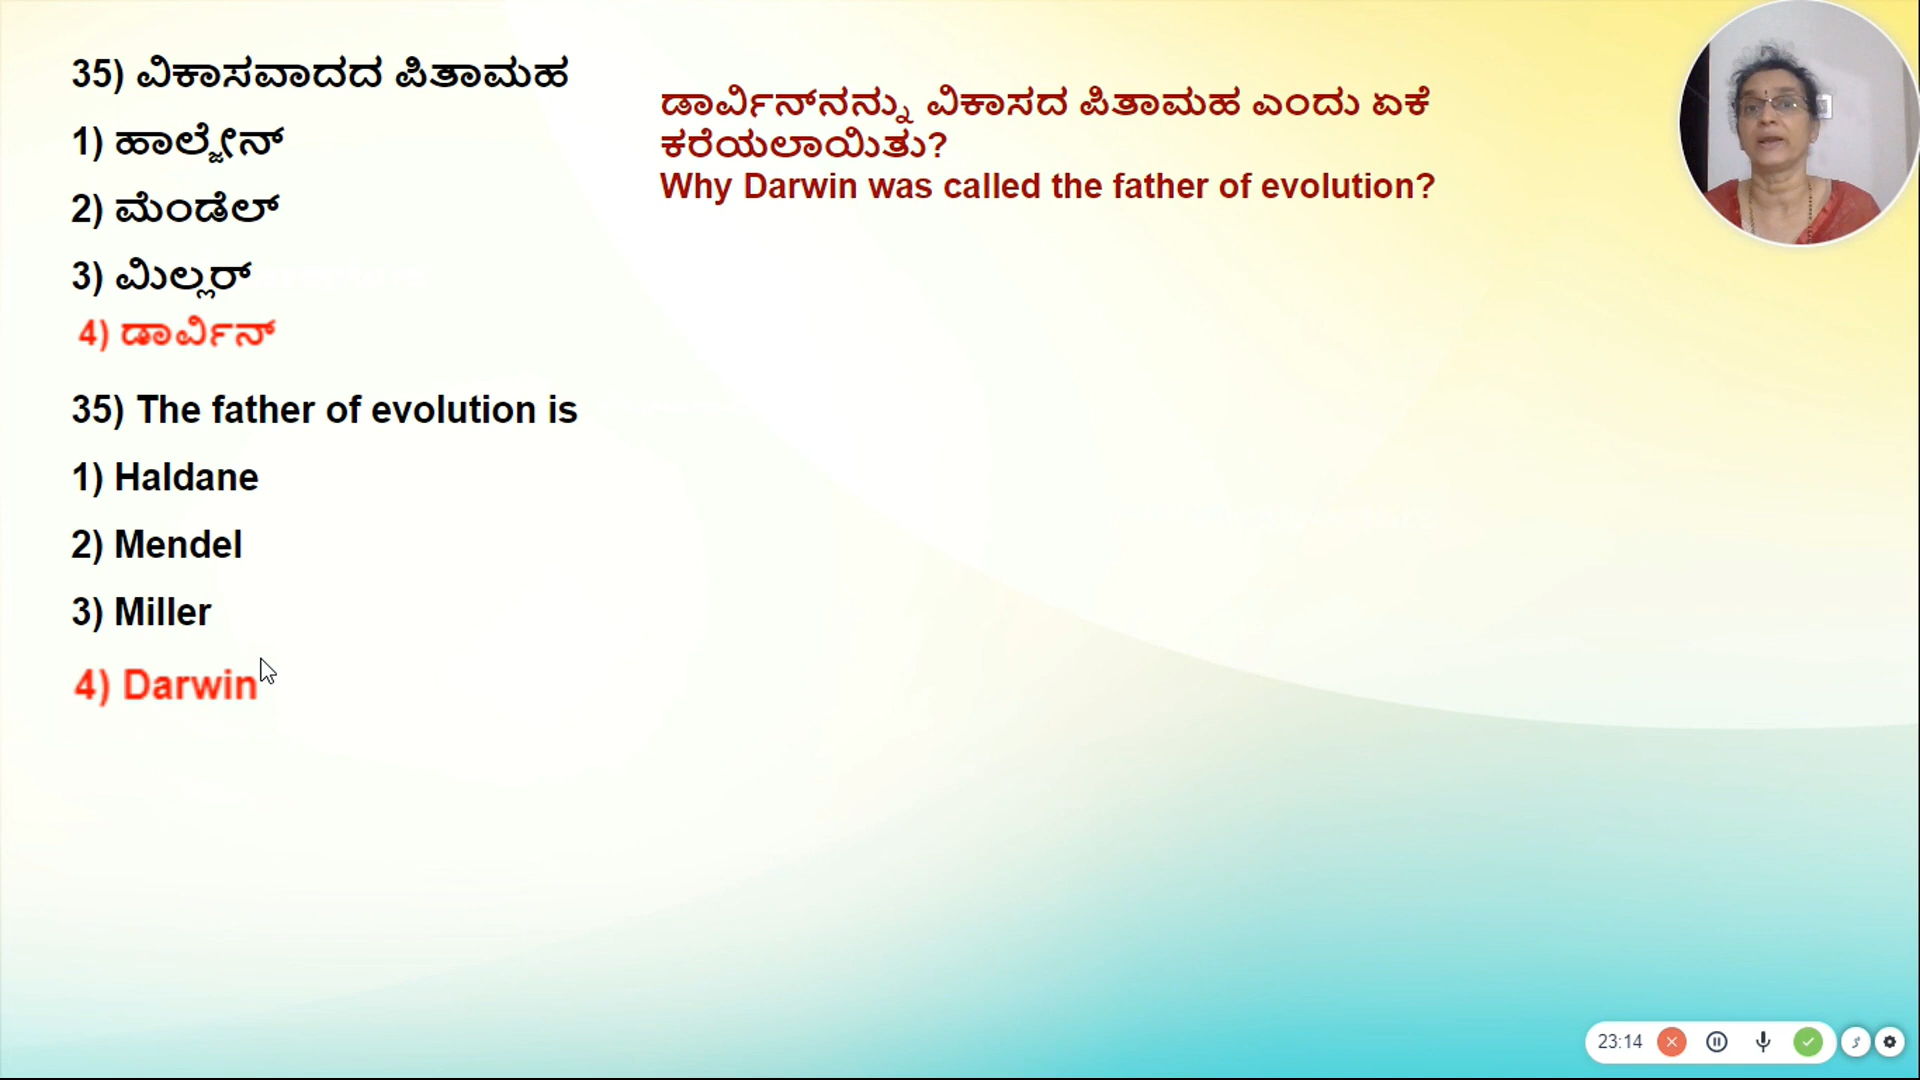 35) ವಿಕಾಸವಾದದ ಪಿತಾಮಹ
1) ಹಾಲ್ಡೇನ್
2) ಮೆಂಡೆಲ್
3) ಮಿಲ್ಲರ್
4) ಡಾರ್ವಿನ್
35) The father of evolution is
1) Haldane
2) Mendel
3) Miller
4) Darwin
ಡಾರ್ವಿನ್‌ನನ್ನು ವಿಕಾಸದ ಪಿತಾಮಹ ಎಂದು ಏಕೆ
ಕರೆಯಲಾಯಿತು?
Why Darwin was called the father of evolution?
23:14